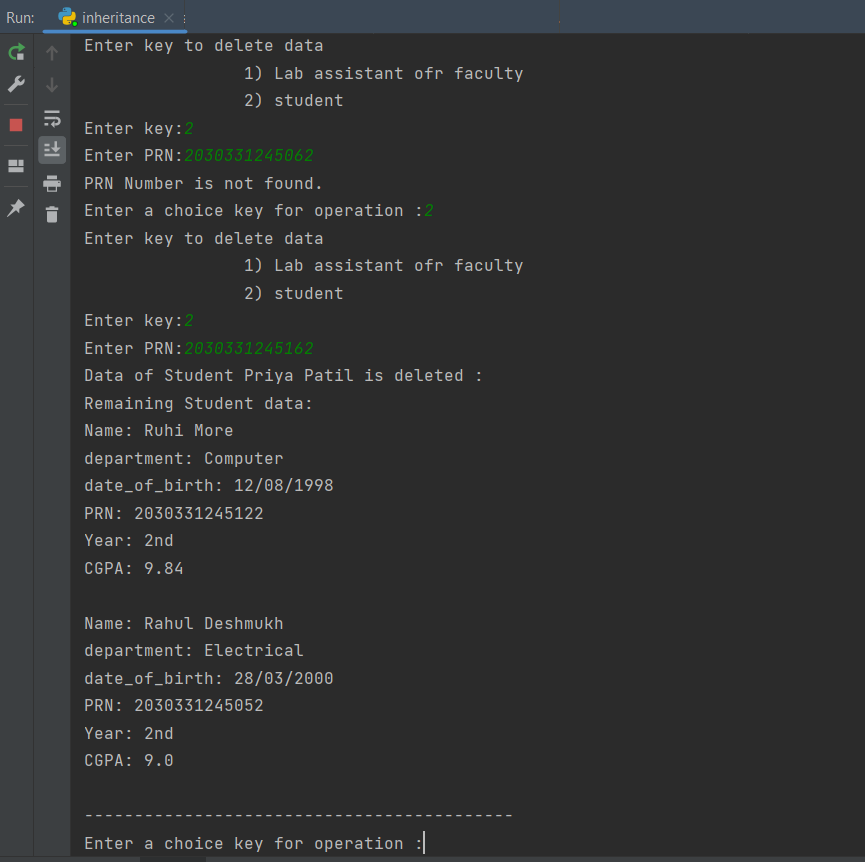 Run:
inheritance
Enter key to delete data
1) Lab assistant ofr faculty
2) student
Enter key:2
Enter PRN:2030331245062
PRN Number is not found.
Enter a choice key for operation :2
Enter key to delete data
1) Lab assistant ofr faculty
2) student
Enter key:2
Enter PRN:2030331245162
Data of Student Priya Patil is deleted :
Remaining Student data:
Name: Ruhi More
department: Computer
date_of_birth: 12/08/1998
PRN: 2030331245122
Year: 2nd
CGPA: 9.84
Name: Rahul Deshmukh
department: Electrical
date_of_birth: 28/03/2000
PRN: 2030331245052
Year: 2nd
CGPA: 9.0
-------------------------------------------
Enter a choice key for operation :